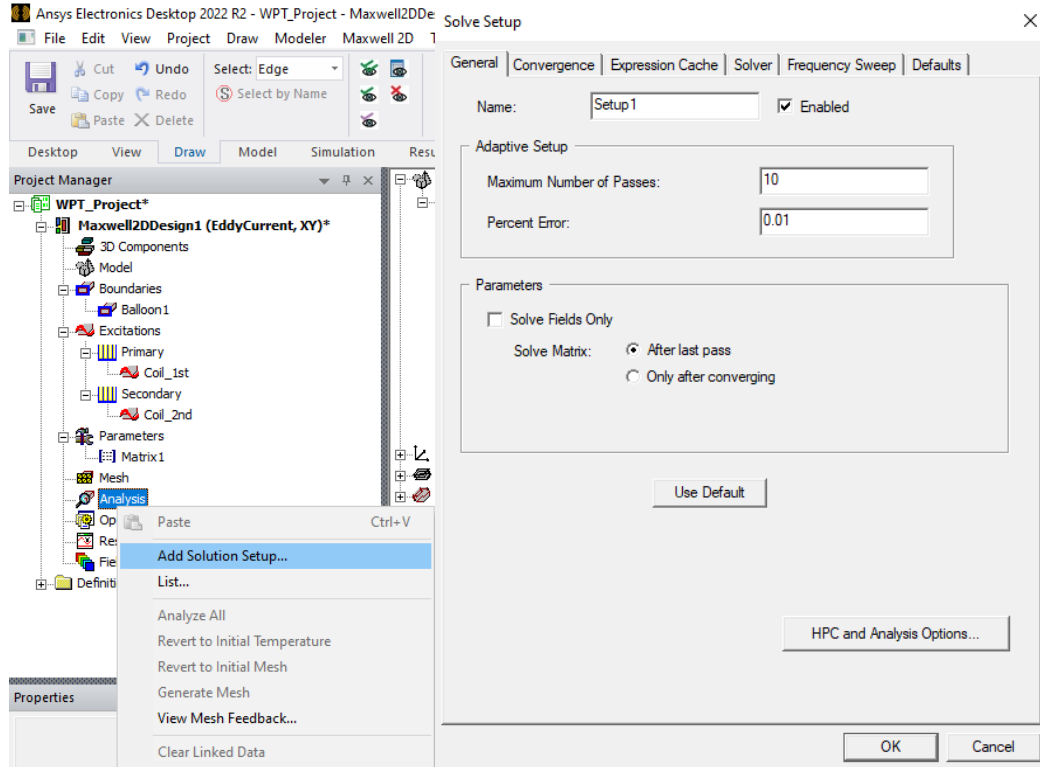 Ansys Electronics Desktop 2022 R2 - WPT_Project - Maxwell2DDe
File Edit View Project Draw Modeler Maxwell 2D
Save
Cut
Copy
Paste
Undo
Redo
Delete
Select: Edge
Select by Name
Desktop View Draw Model Simulation Resu
Project Manager
WPT_Project*
Maxwell2DDesign1 (EddyCurrent, XY)*
3D Components
Model
Boundaries
Balloon1
Excitations
Primary
Coil_1st
Secondary
Coil_2nd
Parameters
Matrix1
Mesh
Analysis
Op
Res
Fie
Definiti
Paste Ctrl+V
Add Solution Setup...
List...
Analyze All
Revert to Initial Temperature
Revert to Initial Mesh
Generate Mesh
View Mesh Feedback...
Clear Linked Data
Properties
Solve Setup
General Convergence Expression Cache Solver Frequency Sweep Defaults
Name: Setup1 Enabled
Adaptive Setup
Maximum Number of Passes: 10
Percent Error: 0.01
Parameters
Solve Fields Only
Solve Matrix: After last pass
Only after converging
Use Default
HPC and Analysis Options...
OK Cancel